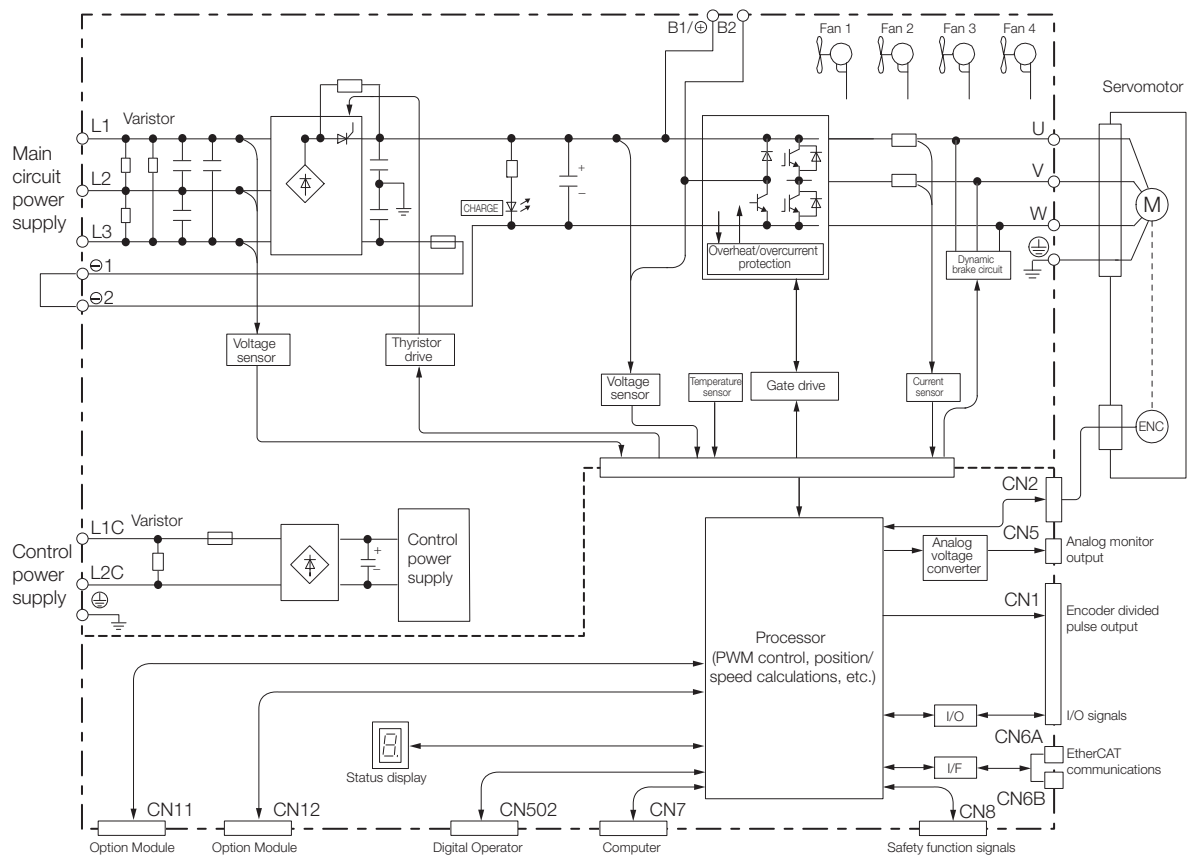 B1/⊕ B2
Fan 1
Fan 2
Fan 3
Fan 4
Servomotor
Main
circuit
power
supply
L1
Varistor
L2
L3
⊖1
⊖2
+
–
CHARGE
Overheat/overcurrent
protection
U
V
W
M
Dynamic
brake circuit
Voltage
sensor
Thyristor
drive
Voltage
sensor
Temperature
sensor
Gate drive
Current
sensor
ENC
Control
power
supply
L1C
Varistor
L2C
+
–
Control
power
supply
CN2
CN5
Analog
voltage
converter
Analog monitor
output
CN1
Encoder divided
pulse output
Processor
(PWM control, position/
speed calculations, etc.)
I/O
I/O signals
CN6A
I/F
EtherCAT
communications
CN6B
8.
Status display
CN11
CN12
CN502
CN7
CN8
Option Module
Option Module
Digital Operator
Computer
Safety function signals